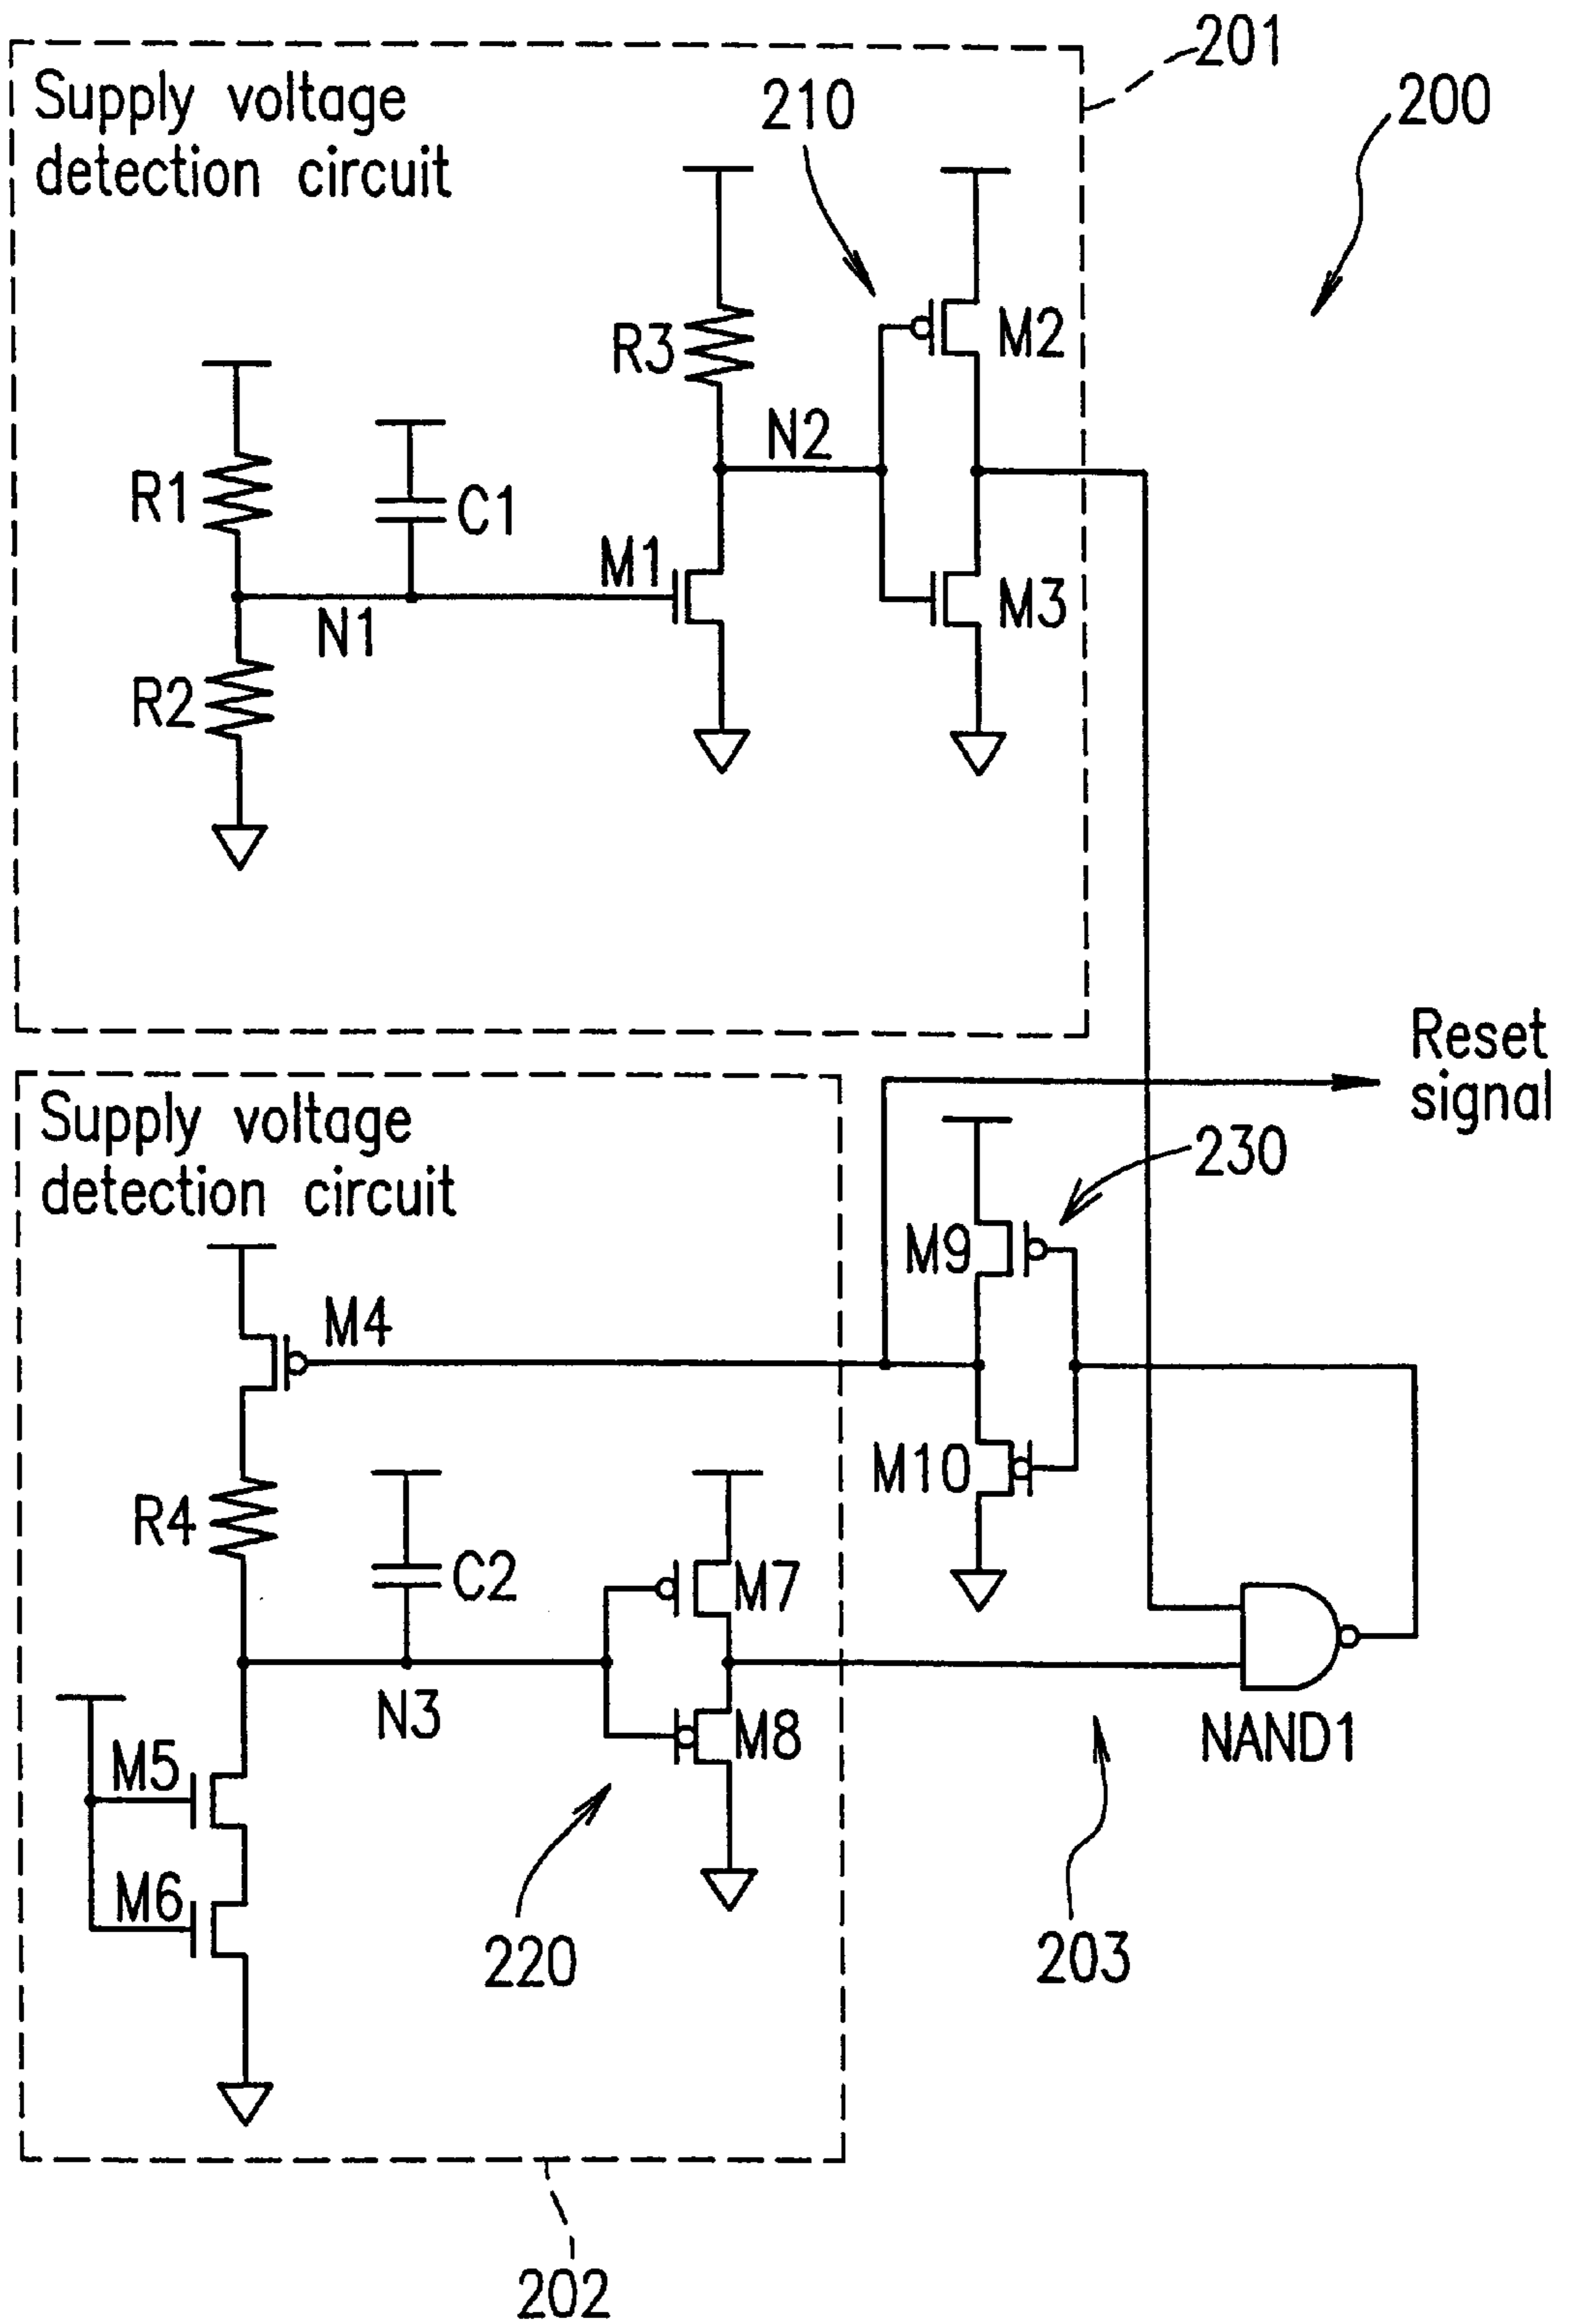 201
200
Supply voltage
detection circuit
210
R3
M2
N2
R1
C1
M1
M3
N1
R2
Reset
signal
Supply voltage
detection circuit
230
M9
M4
M10
R4
C2
M7
N3
M8
NAND1
M5
M6
220
203
202